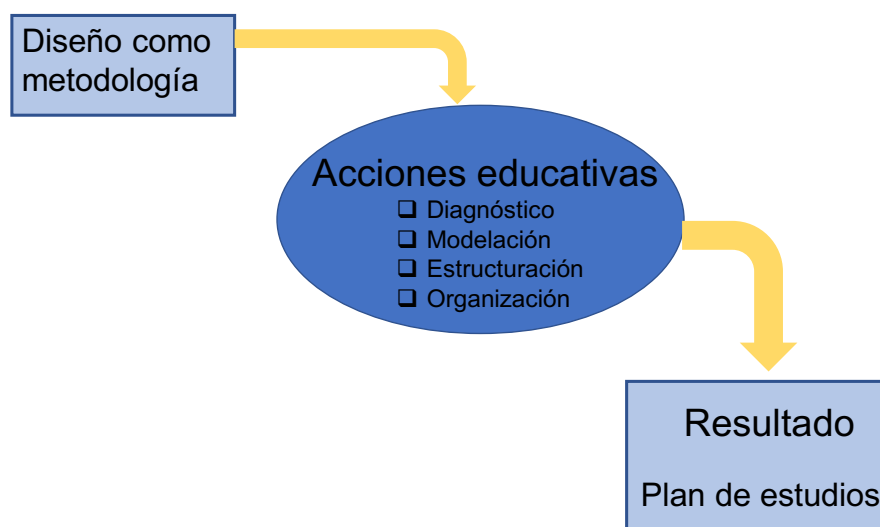 Diseño como
metodología
Acciones educativas
❑ Diagnóstico
❑ Modelación
❑ Estructuración
❑ Organización
Resultado
Plan de estudios